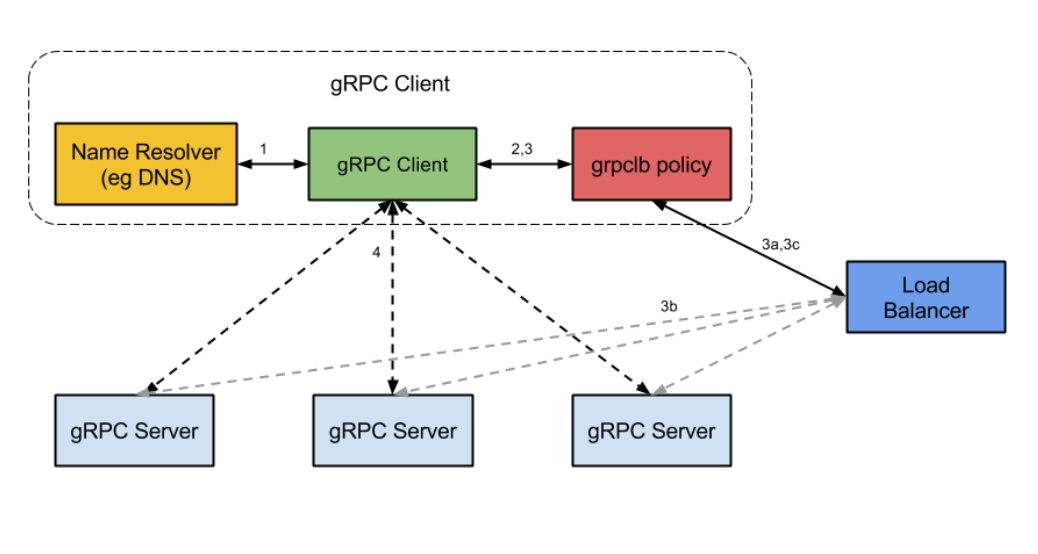 gRPC Client
Name Resolver
(eg DNS)
1
gRPC Client
2,3
grpclb policy
3a,3c
4
Load
Balancer
3b
gRPC Server
gRPC Server
gRPC Server